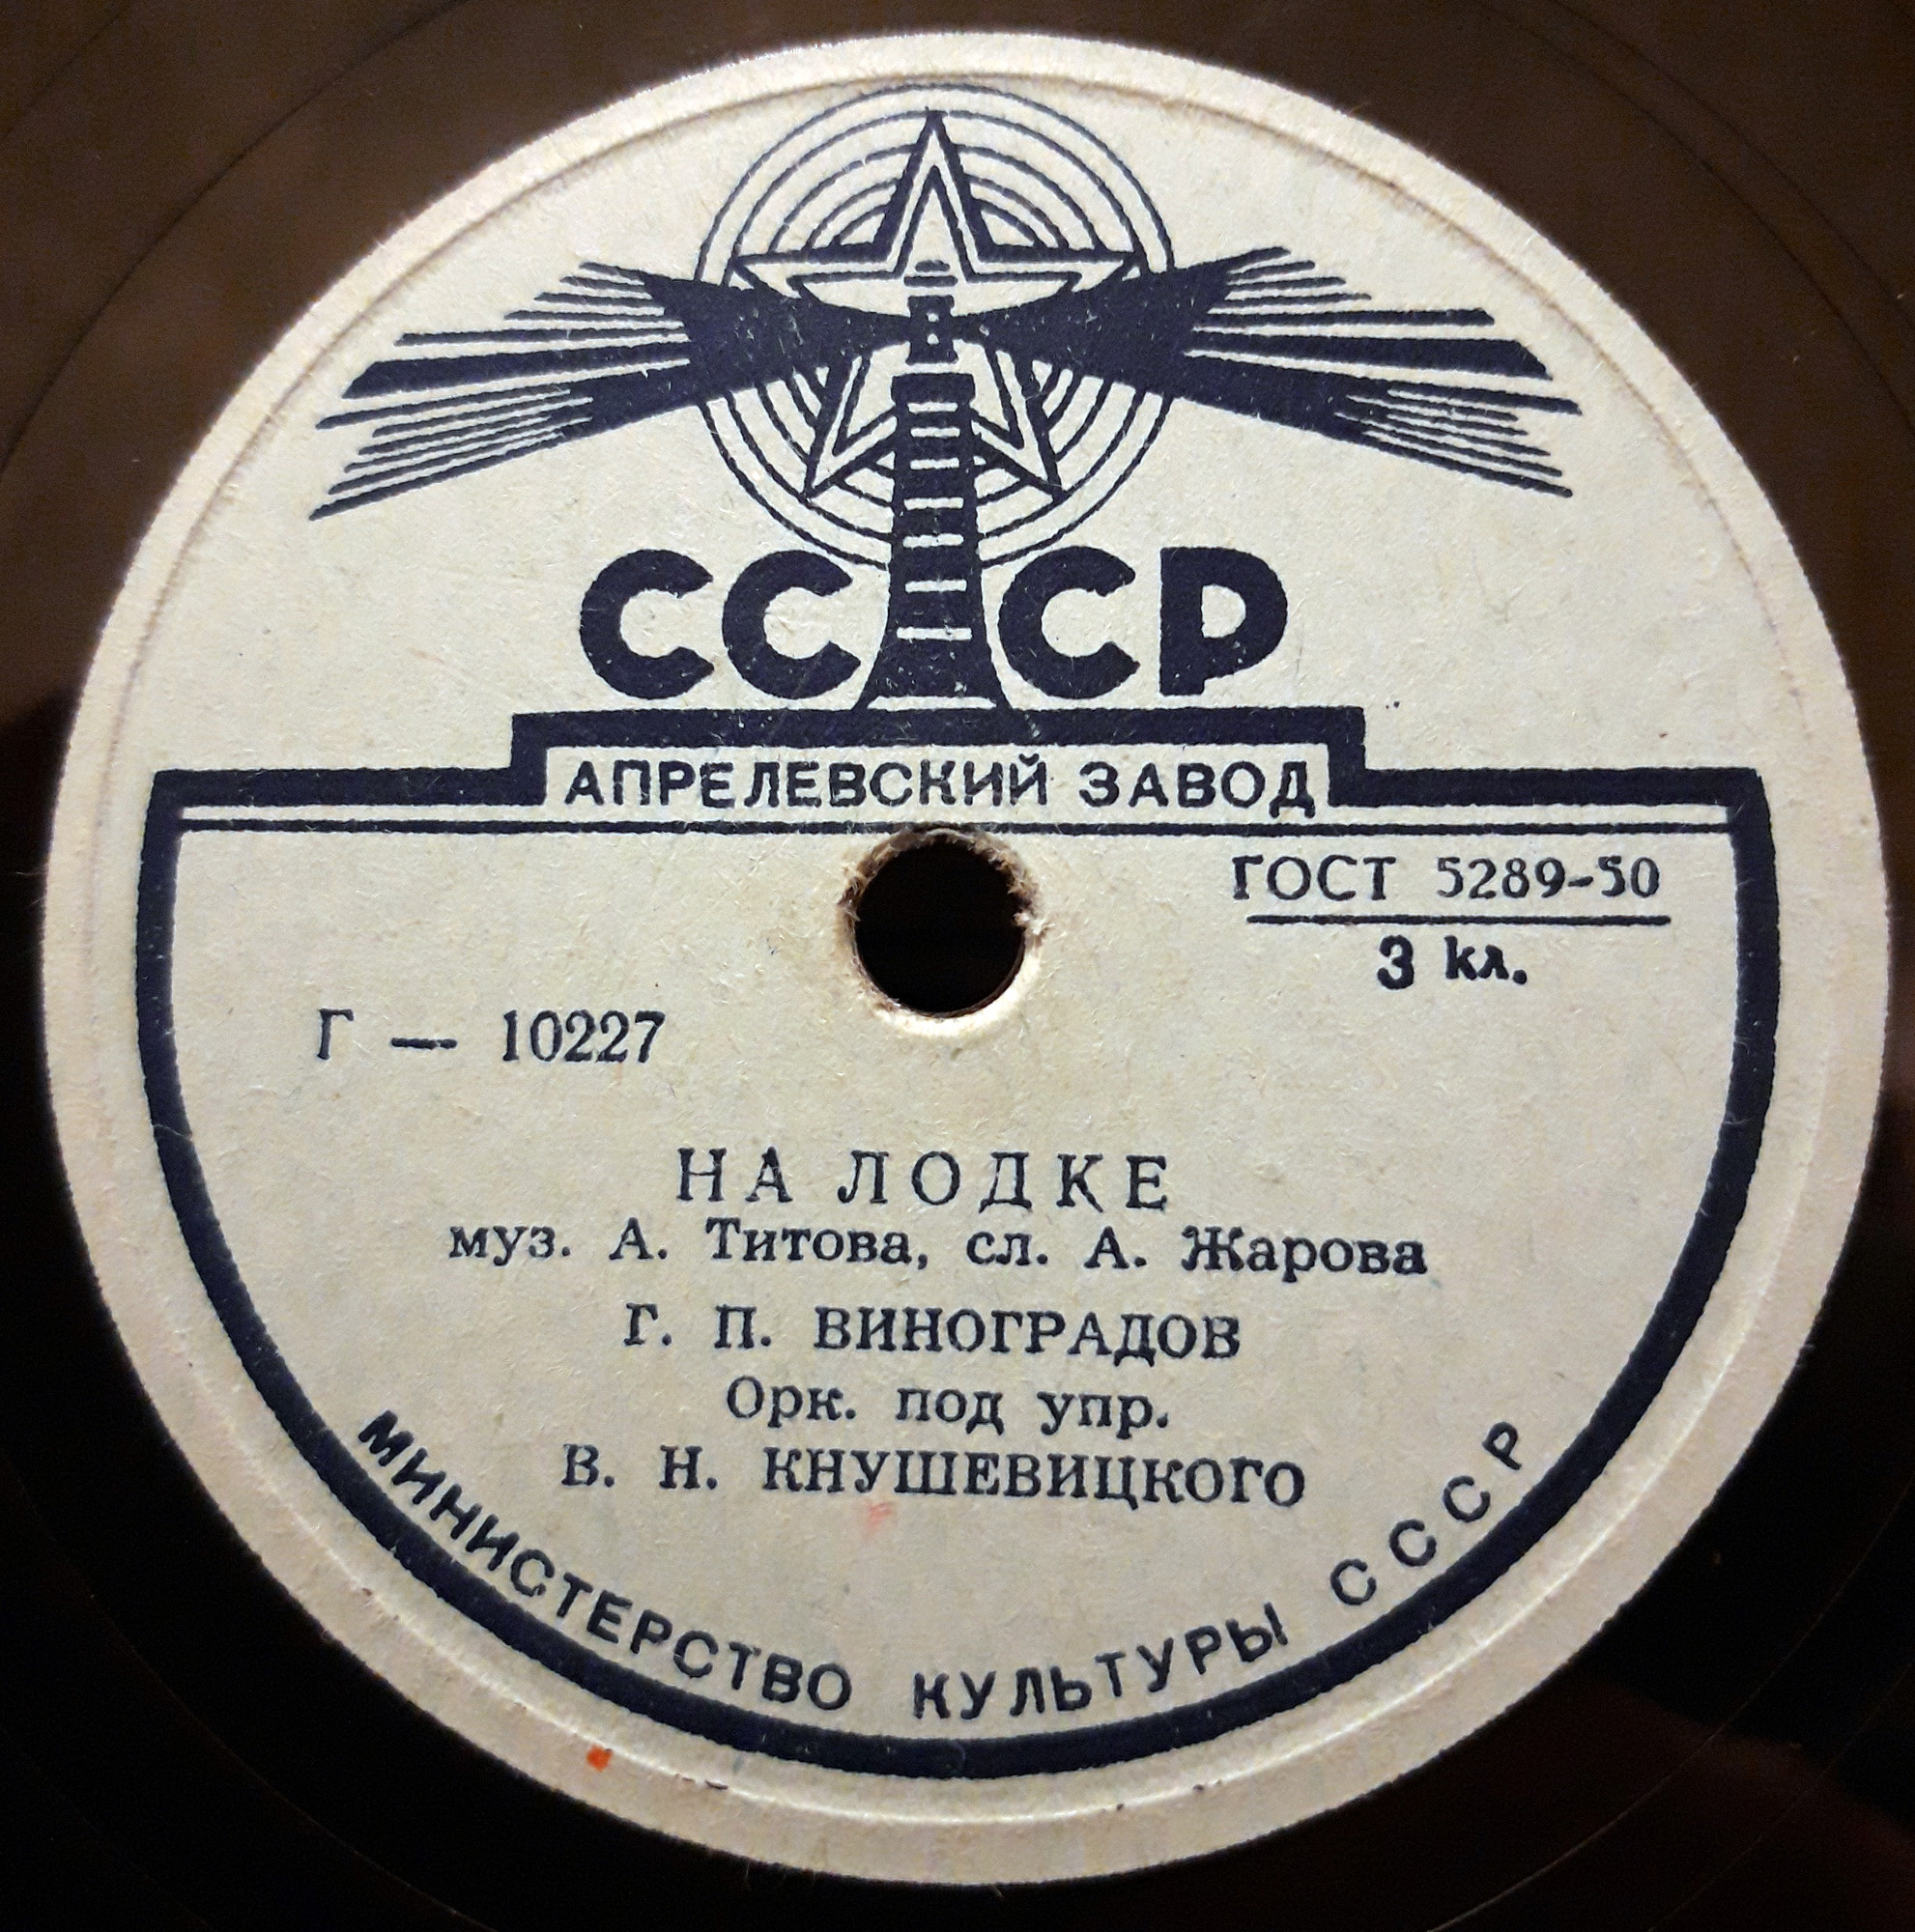 СССР
АПРЕЛЕВСКИЙ ЗАВОД
ГОСТ 5289-50
3 кл.
Г — 10227
НА ЛОДКЕ
муз. А. Титова, сл. А. Жарова
Г. П. ВИНОГРАДОВ
Орк. под упр.
В. Н. КНУШЕВИЦКОГО
МИНИСТЕРСТВО КУЛЬТУРЫ СССР